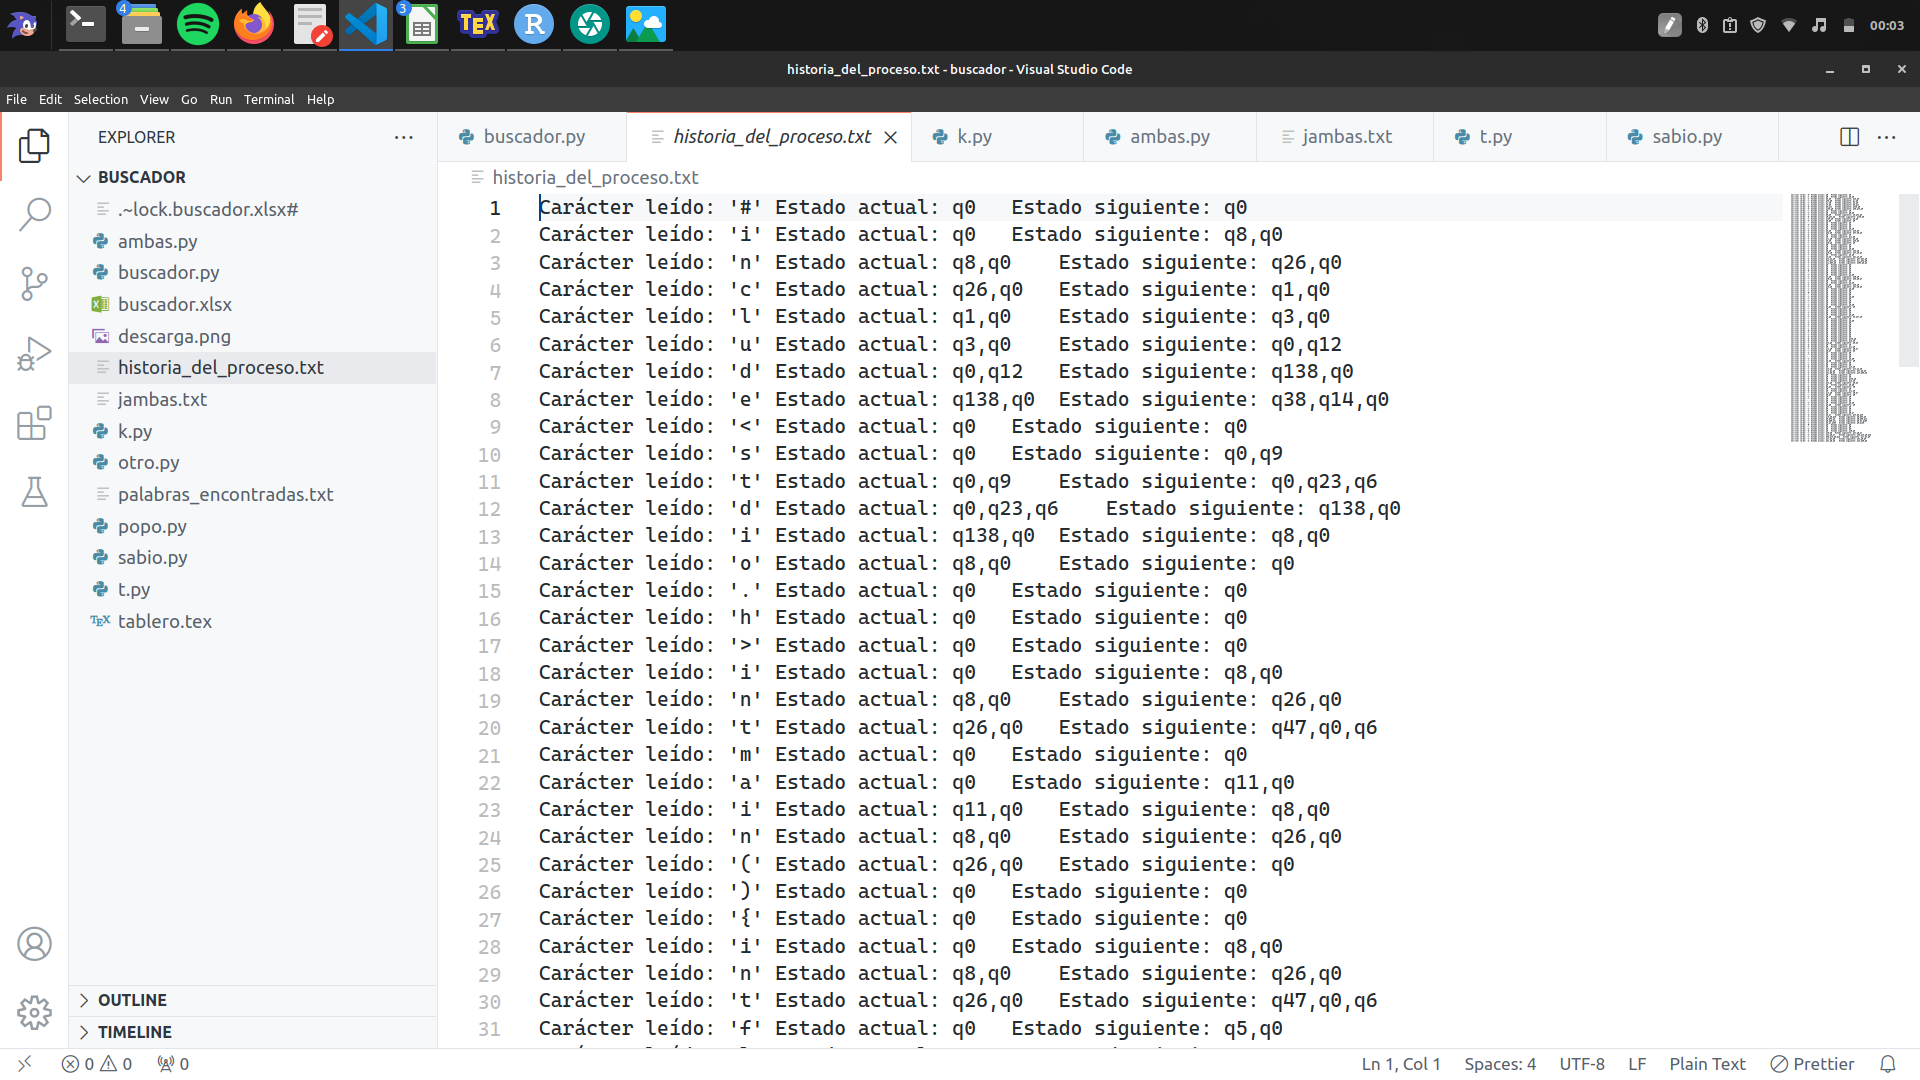 4
3
TEX
R
00:03
historia_del_proceso.txt - buscador - Visual Studio Code
File Edit Selection View Go Run Terminal Help
EXPLORER
BUSCADOR
.~lock.buscador.xlsx#
ambas.py
buscador.py
buscador.xlsx
descarga.png
historia_del_proceso.txt
jambas.txt
k.py
otro.py
palabras_encontradas.txt
popo.py
sabio.py
t.py
TEX tablero.tex
OUTLINE
TIMELINE
buscador.py historia_del_proceso.txt k.py ambas.py jambas.txt t.py sabio.py
historia_del_proceso.txt
1 Carácter leído: '#' Estado actual: q0 Estado siguiente: q0
2 Carácter leído: 'i' Estado actual: q0 Estado siguiente: q8,q0
3 Carácter leído: 'n' Estado actual: q8,q0 Estado siguiente: q26,q0
4 Carácter leído: 'c' Estado actual: q26,q0 Estado siguiente: q1,q0
5 Carácter leído: 'l' Estado actual: q1,q0 Estado siguiente: q3,q0
6 Carácter leído: 'u' Estado actual: q3,q0 Estado siguiente: q0,q12
7 Carácter leído: 'd' Estado actual: q0,q12 Estado siguiente: q138,q0
8 Carácter leído: 'e' Estado actual: q138,q0 Estado siguiente: q38,q14,q0
9 Carácter leído: '<' Estado actual: q0 Estado siguiente: q0
10 Carácter leído: 's' Estado actual: q0 Estado siguiente: q0,q9
11 Carácter leído: 't' Estado actual: q0,q9 Estado siguiente: q0,q23,q6
12 Carácter leído: 'd' Estado actual: q0,q23,q6 Estado siguiente: q138,q0
13 Carácter leído: 'i' Estado actual: q138,q0 Estado siguiente: q8,q0
14 Carácter leído: 'o' Estado actual: q8,q0 Estado siguiente: q0
15 Carácter leído: '.' Estado actual: q0 Estado siguiente: q0
16 Carácter leído: 'h' Estado actual: q0 Estado siguiente: q0
17 Carácter leído: '>' Estado actual: q0 Estado siguiente: q0
18 Carácter leído: 'i' Estado actual: q0 Estado siguiente: q8,q0
19 Carácter leído: 'n' Estado actual: q8,q0 Estado siguiente: q26,q0
20 Carácter leído: 't' Estado actual: q26,q0 Estado siguiente: q47,q0,q6
21 Carácter leído: 'm' Estado actual: q0 Estado siguiente: q0
22 Carácter leído: 'a' Estado actual: q0 Estado siguiente: q11,q0
23 Carácter leído: 'i' Estado actual: q11,q0 Estado siguiente: q8,q0
24 Carácter leído: 'n' Estado actual: q8,q0 Estado siguiente: q26,q0
25 Carácter leído: '(' Estado actual: q26,q0 Estado siguiente: q0
26 Carácter leído: ')' Estado actual: q0 Estado siguiente: q0
27 Carácter leído: '{' Estado actual: q0 Estado siguiente: q0
28 Carácter leído: 'i' Estado actual: q0 Estado siguiente: q8,q0
29 Carácter leído: 'n' Estado actual: q8,q0 Estado siguiente: q26,q0
30 Carácter leído: 't' Estado actual: q26,q0 Estado siguiente: q47,q0,q6
31 Carácter leído: 'f' Estado actual: q0 Estado siguiente: q5,q0
0 0 0 Ln 1, Col 1 Spaces: 4 UTF-8 LF Plain Text Prettier